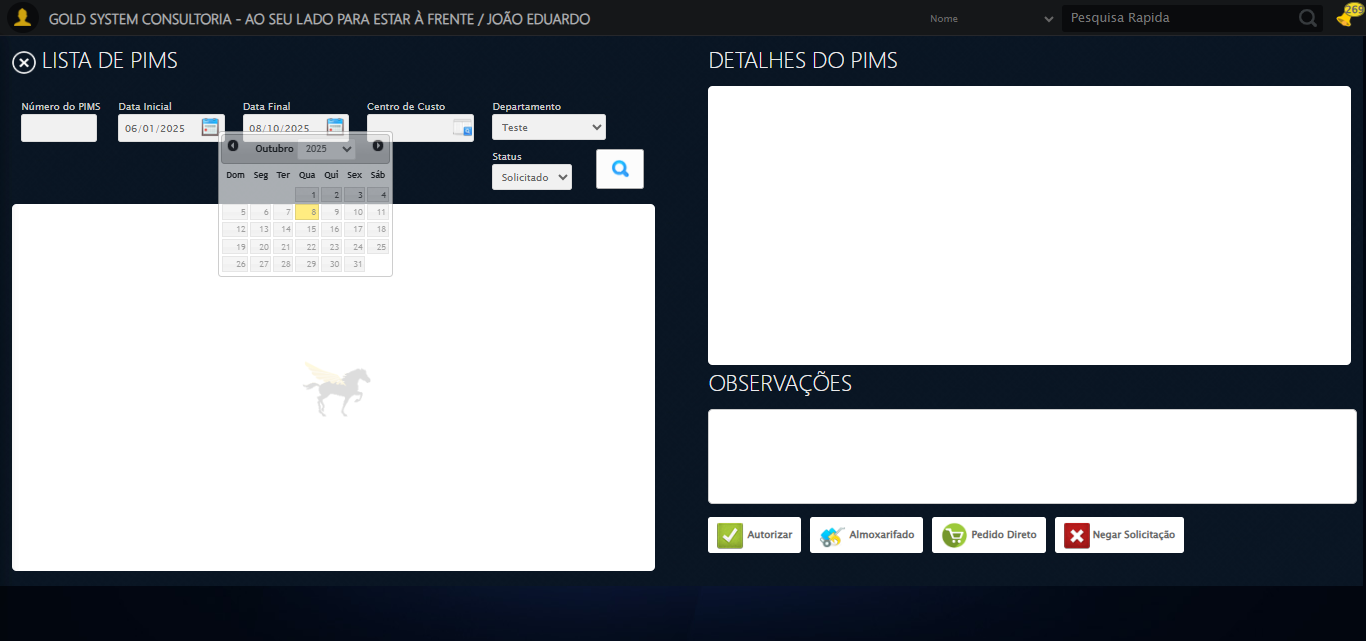 GOLD SYSTEM CONSULTORIA - AO SEU LADO PARA ESTAR À FRENTE / JOÃO EDUARDO
Nome
Pesquisa Rapida
269
LISTA DE PIMS
Número do PIMS
Data Inicial
Data Final
Centro de Custo
Departamento
06/01/2025
08/10/2025
Teste
Status
Solicitado
Outubro 2025
Dom Seg Ter Qua Quí Sex Sáb
1 2 3 4
5 6 7 8 9 10 11
12 13 14 15 16 17 18
19 20 21 22 23 24 25
26 27 28 29 30 31
DETALHES DO PIMS
OBSERVAÇÕES
Autorizar
Almoxarifado
Pedido Direto
Negar Solicitação